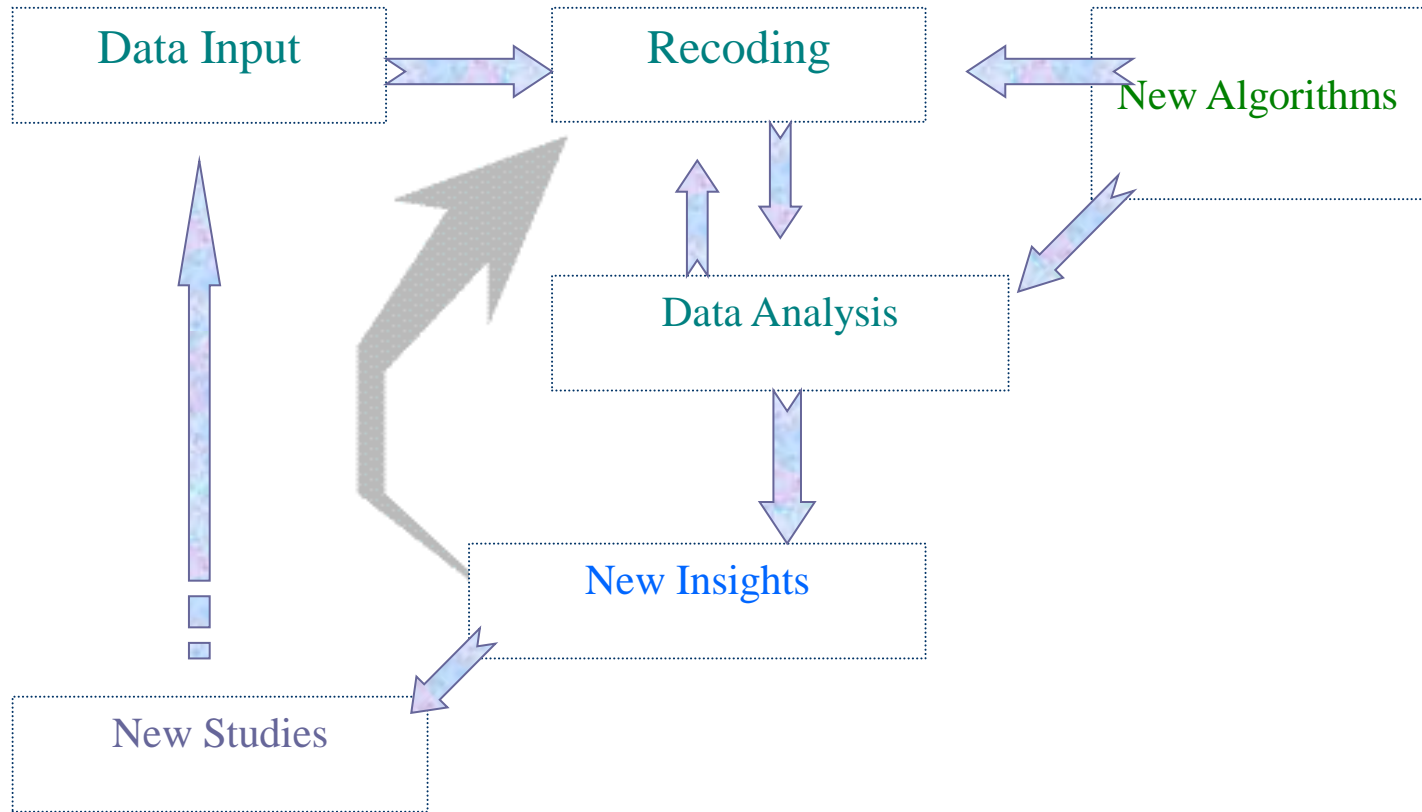 Data Input
Recoding
New Algorithms
Data Analysis
New Insights
New Studies